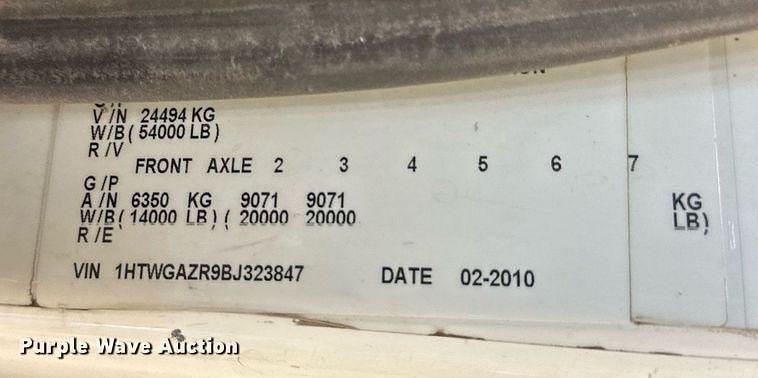 V/N 24494 KG
W/B ( 54000 LB )
R/V
FRONT AXLE 2 3 4 5 6 7
G/P
A/N 6350 KG 9071 9071 KG
W/B ( 14000 LB ) ( 20000 20000 LB)
R/E
VIN 1HTWGAZR9BJ323847 DATE 02-2010
Purple Wave Auction